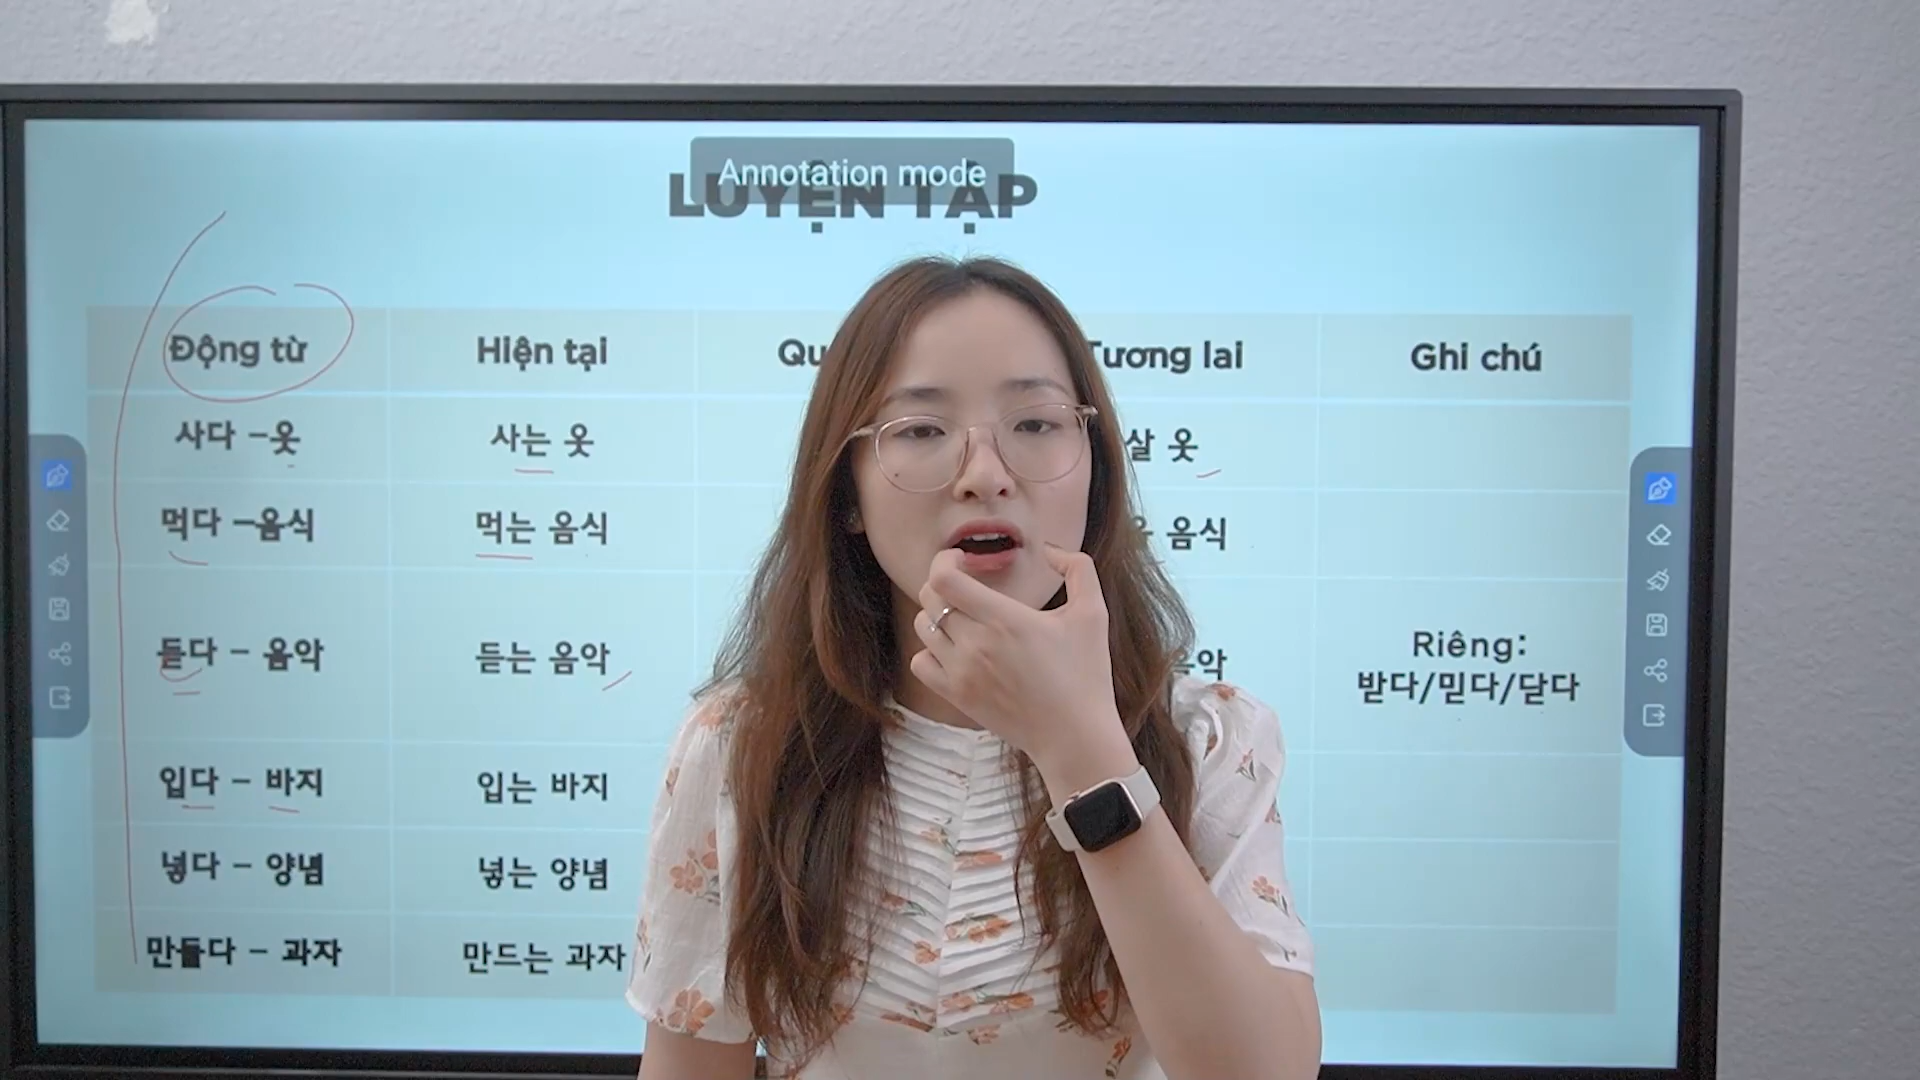 Annotation mode
LUYỆN TẬP
Động từ Hiện tại Qu Tương lai Ghi chú
사다 –옷 사는 옷 살 옷
먹다 –음식 먹는 음식 음식
듣다 – 음악 듣는 음악 음악
Riêng:
받다/믿다/닫다
입다 – 바지 입는 바지
넣다 – 양념 넣는 양념
만들다 – 과자 만드는 과자